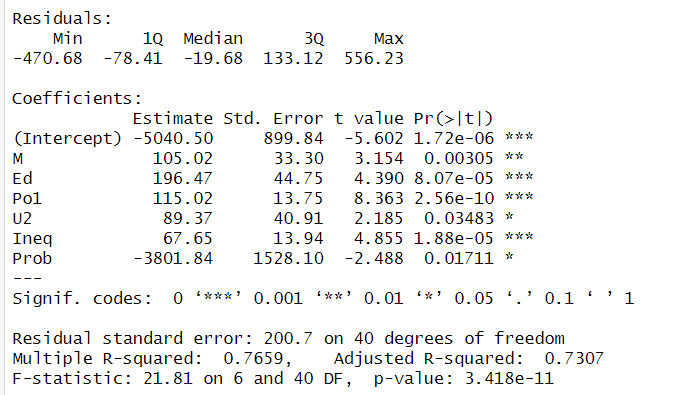 Residuals:
    Min      1Q  Median      3Q     Max
-470.68  -78.41  -19.68  133.12  556.23
Coefficients:
             Estimate Std. Error t value Pr(>|t|)
(Intercept) -5040.50     899.84  -5.602 1.72e-06 ***
M             105.02      33.30   3.154  0.00305 **
Ed            196.47      44.75   4.390 8.07e-05 ***
Po1           115.02      13.75   8.363 2.56e-10 ***
U2             89.37      40.91   2.185  0.03483 *
Ineq           67.65      13.94   4.855 1.88e-05 ***
Prob        -3801.84    1528.10  -2.488  0.01711 *
---
Signif. codes:  0 ‘***’ 0.001 ‘**’ 0.01 ‘*’ 0.05 ‘.’ 0.1 ‘ ’ 1
Residual standard error: 200.7 on 40 degrees of freedom
Multiple R-squared:  0.7659,    Adjusted R-squared:  0.7307
F-statistic: 21.81 on 6 and 40 DF,  p-value: 3.418e-11